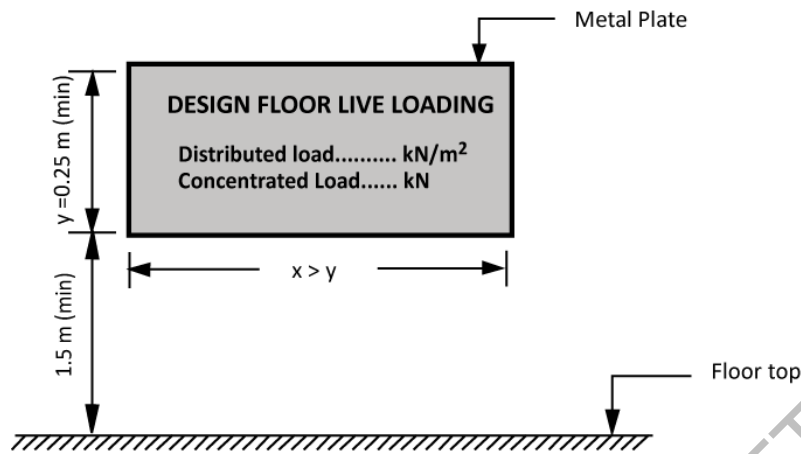 Metal Plate
DESIGN FLOOR LIVE LOADING
Distributed load.......... kN/m²
Concentrated Load...... kN
y =0.25 m (min)
x > y
1.5 m (min)
Floor top